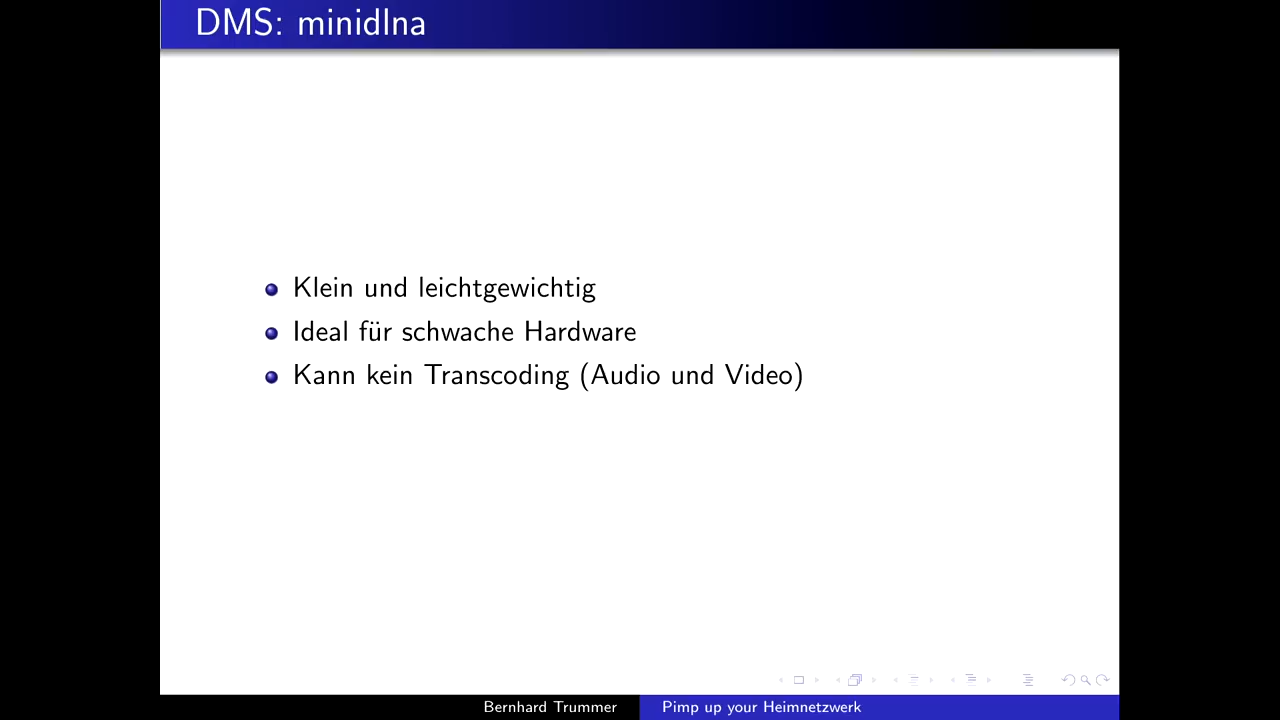 DMS: minidlna
Klein und leichtgewichtig
Ideal für schwache Hardware
Kann kein Transcoding (Audio und Video)
Bernhard Trummer
Pimp up your Heimnetzwerk